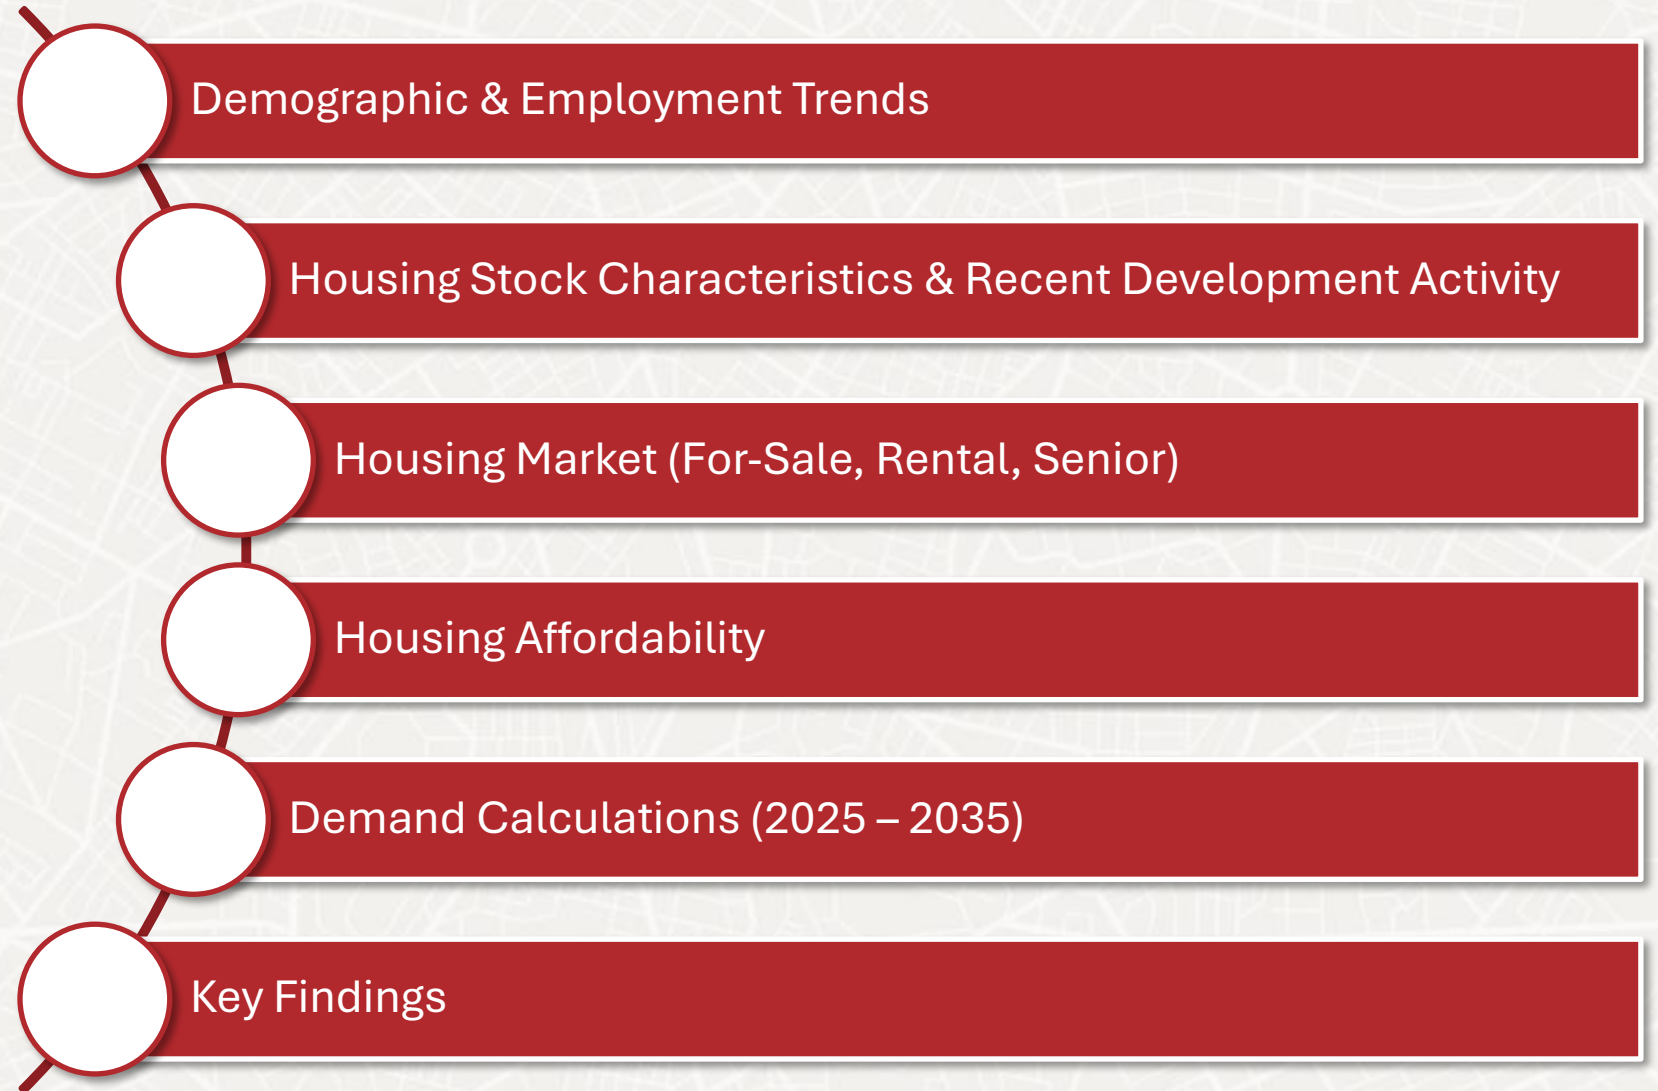 Demographic & Employment Trends
Housing Stock Characteristics & Recent Development Activity
Housing Market (For-Sale, Rental, Senior)
Housing Affordability
Demand Calculations (2025 – 2035)
Key Findings